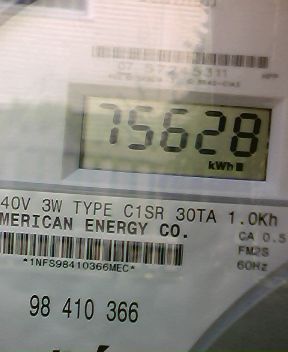 75628
kWh
40V 3W TYPE C1SR 30TA 1.0Kh
MERICAN ENERGY CO.
CA 0.5
FM2S
*1NFS98410366MEC*
60Hz
98 410 366